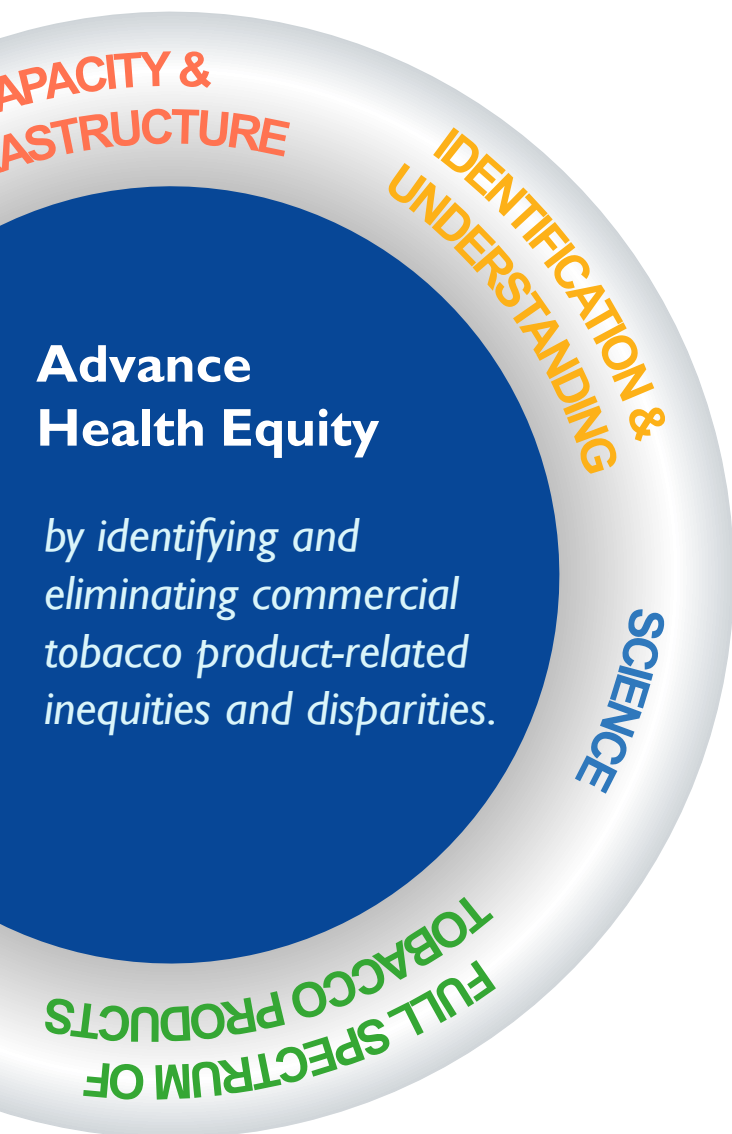 APACITY &
ASTRUCTURE
IDENTIFICATION &
UNDERSTANDING
Advance
Health Equity
by identifying and
eliminating commercial
tobacco product-related
inequities and disparities.
SCIENCE
FULL SPECTRUM OF
TOBACCO PRODUCTS